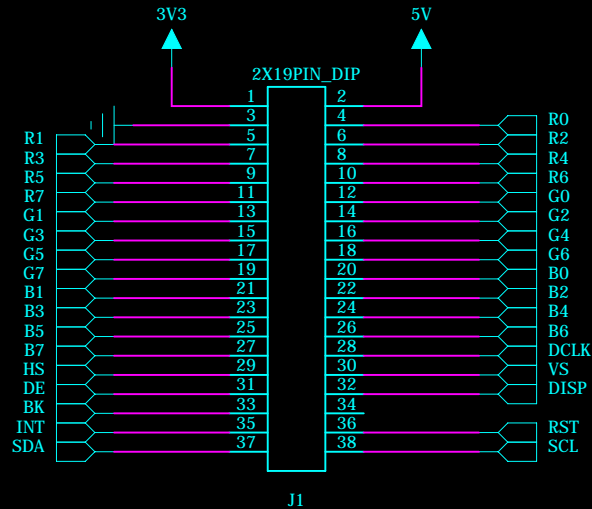 3V3 5V
2X19PIN_DIP
1 2
3 4 R0
R1 5 6 R2
R3 7 8 R4
R5 9 10 R6
R7 11 12 G0
G1 13 14 G2
G3 15 16 G4
G5 17 18 G6
G7 19 20 B0
B1 21 22 B2
B3 23 24 B4
B5 25 26 B6
B7 27 28 DCLK
HS 29 30 VS
DE 31 32 DISP
BK 33 34
INT 35 36 RST
SDA 37 38 SCL
J1